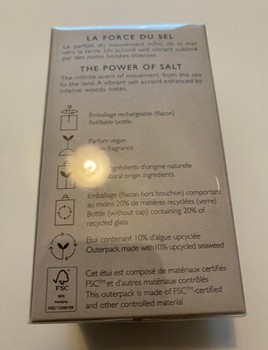 LA FORCE DU SEL
Le parfum du mouvement infini, de la mer
vers la terre. Un accord salé vibrant sublimé
par des notes boisées intenses.
THE POWER OF SALT
The infinite scent of movement, from the sea
to the land. A vibrant salt accord enhanced by
intense woody notes.
Emballage rechargeable (flacon)
Refillable bottle
Parfum vegan
fragrance
ingrédients d'origine naturelle
natural origin ingredients
Emballage (flacon hors bouchon) comportant
au moins 20% de matières recyclées (verre)
Bottle (without cap) containing 20% of
recycled glass
Étui contenant 10% d'algue upcyclée
Outerpack made with 10% upcycled seaweed
FSC
Cet étui est composé de matériaux certifiés
FSC™ et d'autres matériaux contrôlés
This outerpack is made of FSC™-certified
and other controlled material.